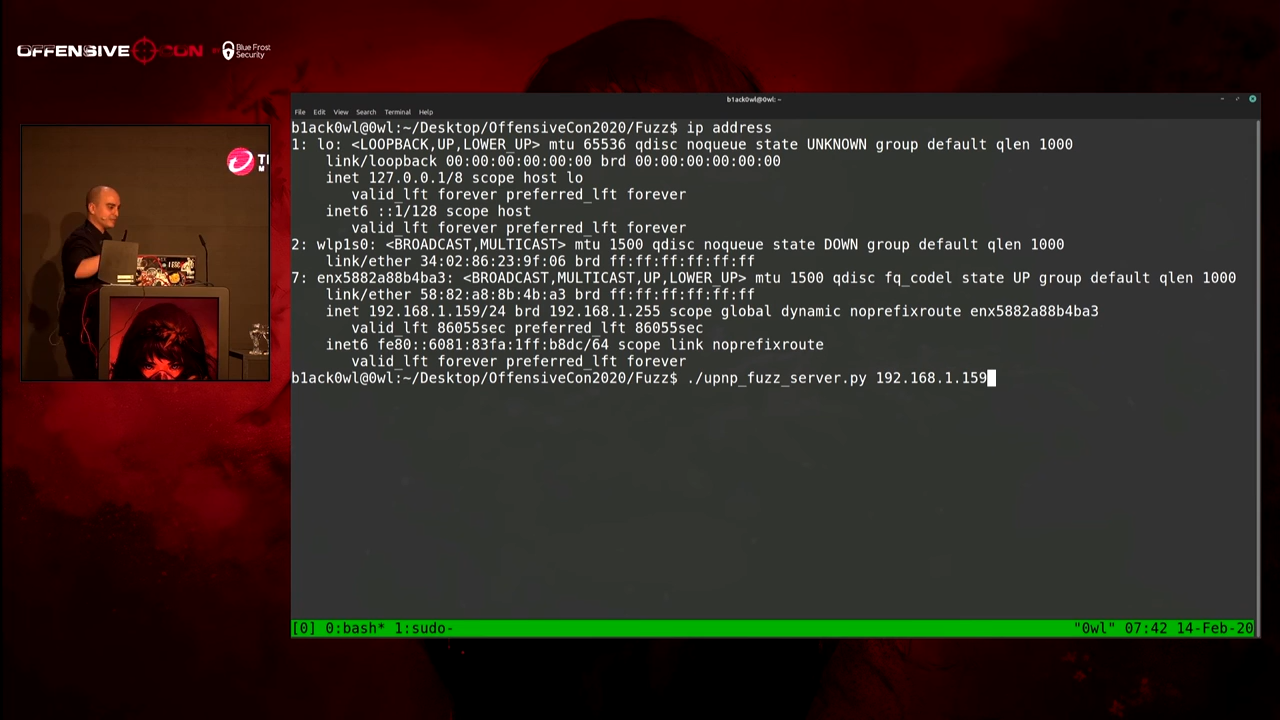 OFFENSIVE CON BY Blue Frost Security
b1ack0wl@0wl: ~
File Edit View Search Terminal Help
b1ack0wl@0wl:~/Desktop/OffensiveCon2020/Fuzz$ ip address
1: lo: <LOOPBACK,UP,LOWER_UP> mtu 65536 qdisc noqueue state UNKNOWN group default qlen 1000
link/loopback 00:00:00:00:00:00 brd 00:00:00:00:00:00
inet 127.0.0.1/8 scope host lo
valid_lft forever preferred_lft forever
inet6 ::1/128 scope host
valid_lft forever preferred_lft forever
2: wlp1s0: <BROADCAST,MULTICAST> mtu 1500 qdisc noqueue state DOWN group default qlen 1000
link/ether 34:02:86:23:9f:06 brd ff:ff:ff:ff:ff:ff
7: enx5882a88b4ba3: <BROADCAST,MULTICAST,UP,LOWER_UP> mtu 1500 qdisc fq_codel state UP group default qlen 1000
link/ether 58:82:a8:8b:4b:a3 brd ff:ff:ff:ff:ff:ff
inet 192.168.1.159/24 brd 192.168.1.255 scope global dynamic noprefixroute enx5882a88b4ba3
valid_lft 86055sec preferred_lft 86055sec
inet6 fe80::6081:83fa:1ff:b8dc/64 scope link noprefixroute
valid_lft forever preferred_lft forever
b1ack0wl@0wl:~/Desktop/OffensiveCon2020/Fuzz$ ./upnp_fuzz_server.py 192.168.1.159
[0] 0:bash* 1:sudo- "0wl" 07:42 14-Feb-20